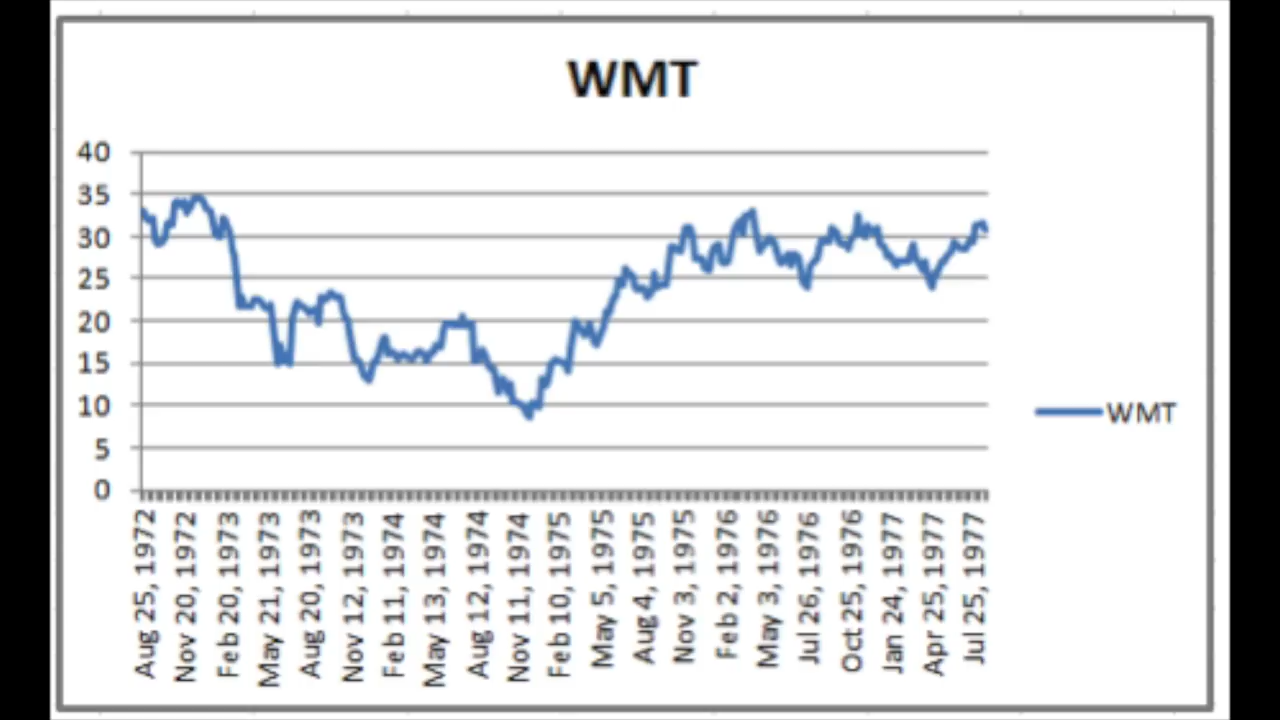 WMT
40
35
30
25
20
15
10
5
0
Aug 25, 1972
Nov 20, 1972
Feb 20, 1973
May 21, 1973
Aug 20, 1973
Nov 12, 1973
Feb 11, 1974
May 13, 1974
Aug 12, 1974
Nov 11, 1974
Feb 10, 1975
May 5, 1975
Aug 4, 1975
Nov 3, 1975
Feb 2, 1976
May 3, 1976
Jul 26, 1976
Oct 25, 1976
Jan 24, 1977
Apr 25, 1977
Jul 25, 1977
WMT